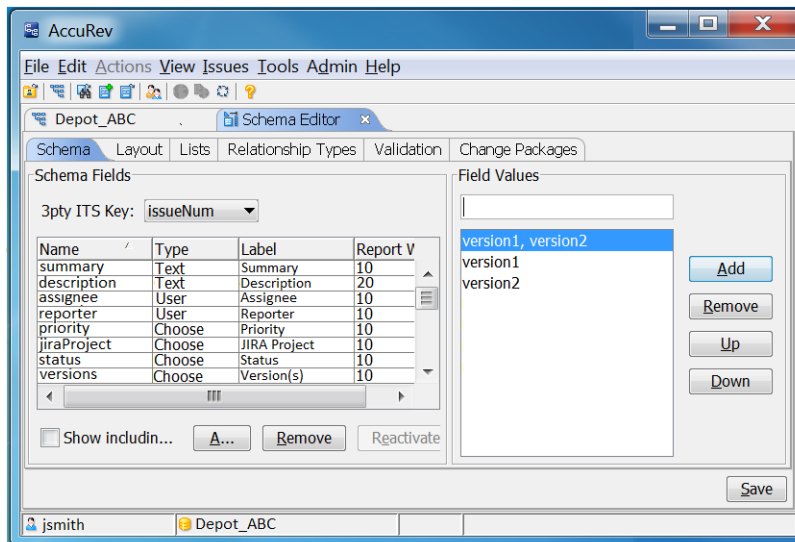 AccuRev
File Edit Actions View Issues Tools Admin Help
Depot_ABC
Schema Editor
Schema Layout Lists Relationship Types Validation Change Packages
Schema Fields
3pty ITS Key: issueNum
Name Type Label Report W
summary Text Summary 10
description Text Description 20
assignee User Assignee 10
reporter User Reporter 10
priority Choose Priority 10
jiraProject Choose JIRA Project 10
status Choose Status 10
versions Choose Version(s) 10
Show includin... A... Remove Reactivate
Field Values
version1, version2
version1
version2
Add
Remove
Up
Down
Save
jsmith Depot_ABC